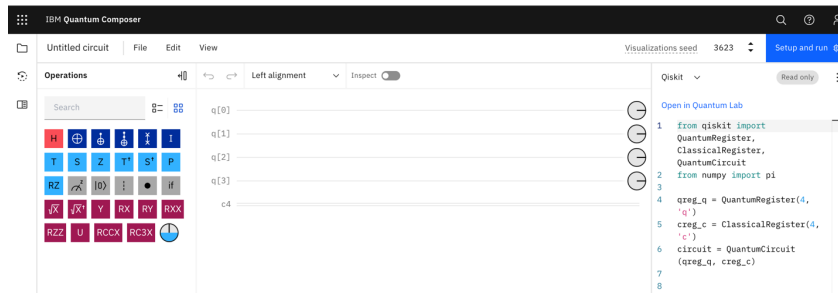 IBM Quantum Composer
Untitled circuit File Edit View Visualizations seed 3623 Setup and run
Operations Left alignment Inspect Qiskit Read only
Search
Open in Quantum Lab
H I
T S Z T† S† P
RZ |0⟩ if
√X √X† Y RX RY RXX
RZZ U RCCX RC3X
q[0]
q[1]
q[2]
q[3]
c4
1 from qiskit import
QuantumRegister,
ClassicalRegister,
QuantumCircuit
2 from numpy import pi
3
4 qreg_q = QuantumRegister(4,
'q')
5 creg_c = ClassicalRegister(4,
'c')
6 circuit = QuantumCircuit
(qreg_q, creg_c)
7
8